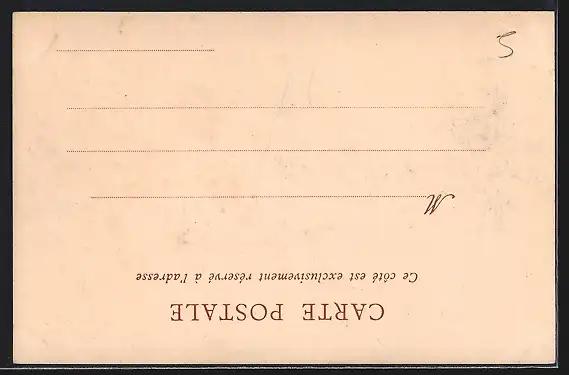 CARTE POSTALE
Ce côté est exclusivement réservé à l'adresse
M
5